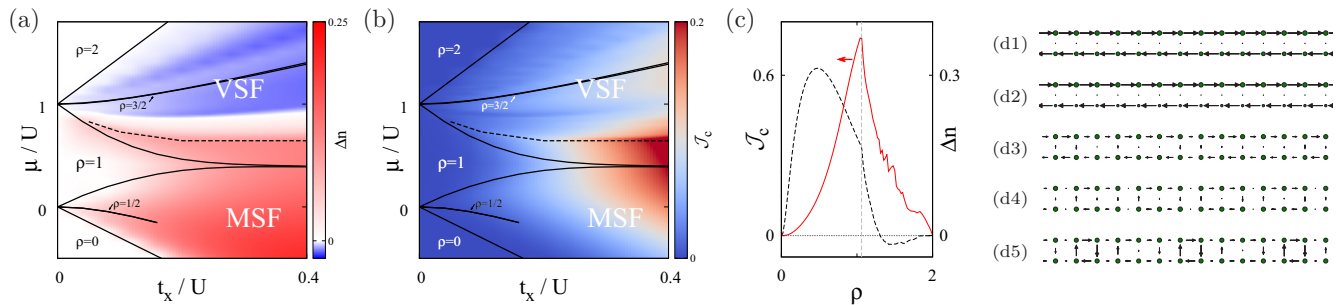 (a)
μ / U
1
0
0
0.4
t_x / U
ρ=2
ρ=3/2
ρ=1
ρ=1/2
ρ=0
VSF
MSF
0.25
Δn
0
(b)
μ / U
1
0
0
0.4
t_x / U
ρ=2
ρ=3/2
ρ=1
ρ=1/2
ρ=0
VSF
MSF
0.2
𝒥_c
0
(c)
𝒥_c
0.6
0
0
1
2
ρ
0.3
0
Δn
(d1)
(d2)
(d3)
(d4)
(d5)